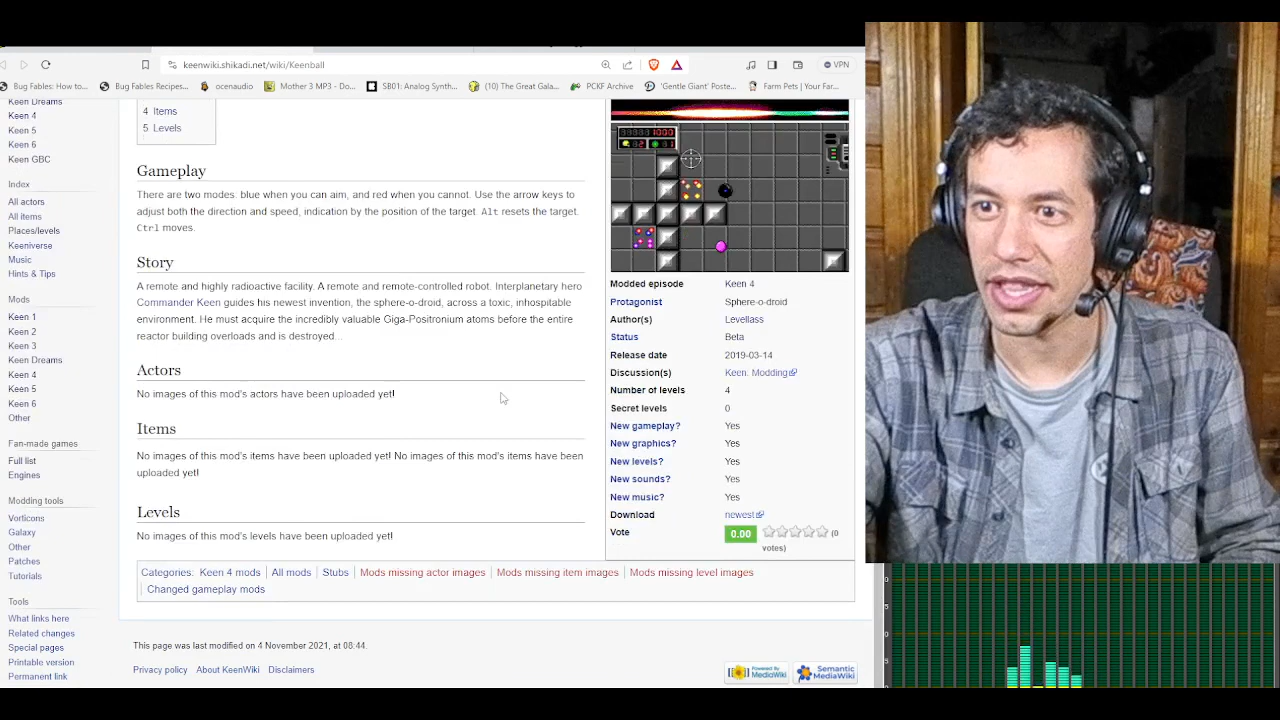 keenwiki.shikadi.net/wiki/Keenball
VPN
Bug Fables: How to...
Bug Fables Recipes...
ocenaudio
Mother 3 MP3 - Do...
SB01: Analog Synth...
(10) The Great Gala...
PCKF Archive
'Gentle Giant' Poste...
Farm Pets | Your Far...
Keen Dreams
Keen 4
Keen 5
Keen 6
Keen GBC
Index
All actors
All items
Places/levels
Keeniverse
Music
Hints & Tips
Mods
Keen 1
Keen 2
Keen 3
Keen Dreams
Keen 4
Keen 5
Keen 6
Other
Fan-made games
Full list
Engines
Modding tools
Vorticons
Galaxy
Other
Patches
Tutorials
Tools
What links here
Related changes
Special pages
Printable version
Permanent link
4 Items
5 Levels
Gameplay
There are two modes. blue when you can aim, and red when you cannot. Use the arrow keys to
adjust both the direction and speed, indication by the position of the target. Alt resets the target.
Ctrl moves.
Story
A remote and highly radioactive facility. A remote and remote-controlled robot. Interplanetary hero
Commander Keen guides his newest invention, the sphere-o-droid, across a toxic, inhospitable
environment. He must acquire the incredibly valuable Giga-Positronium atoms before the entire
reactor building overloads and is destroyed...
Actors
No images of this mod's actors have been uploaded yet!
Items
No images of this mod's items have been uploaded yet! No images of this mod's items have been
uploaded yet!
Levels
No images of this mod's levels have been uploaded yet!
Modded episode Keen 4
Protagonist Sphere-o-droid
Author(s) Levellass
Status Beta
Release date 2019-03-14
Discussion(s) Keen: Modding
Number of levels 4
Secret levels 0
New gameplay? Yes
New graphics? Yes
New levels? Yes
New sounds? Yes
New music? Yes
Download newest
Vote 0.00 (0
votes)
Categories: Keen 4 mods All mods Stubs Mods missing actor images Mods missing item images Mods missing level images
Changed gameplay mods
This page was last modified on 4 November 2021, at 08:44.
Privacy policy About KeenWiki Disclaimers
Powered By MediaWiki
Semantic MediaWiki